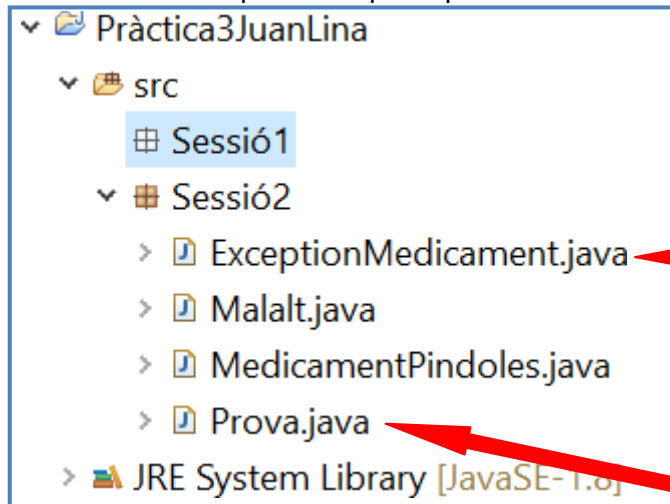 Pràctica3JuanLina
src
Sessió1
Sessió2
ExceptionMedicament.java
Malalt.java
MedicamentPindoles.java
Prova.java
JRE System Library [JavaSE-1.8]